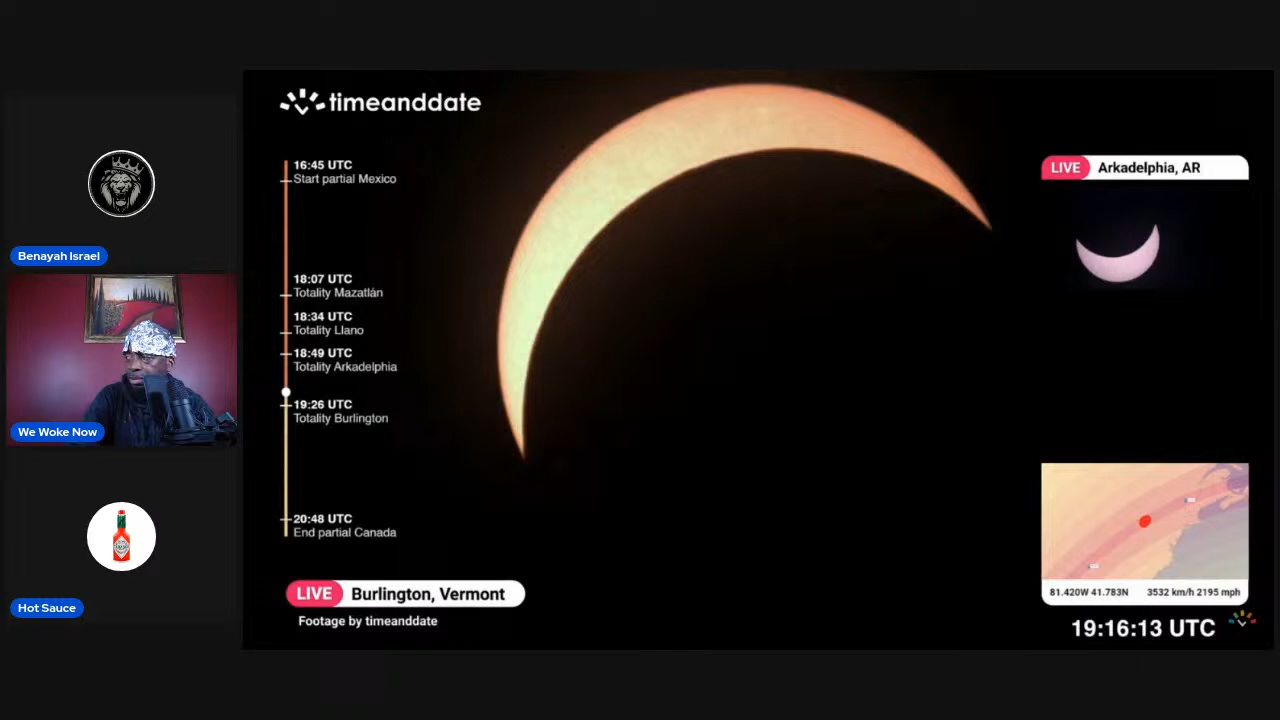 timeanddate
16:45 UTC
Start partial Mexico
18:07 UTC
Totality Mazatlán
18:34 UTC
Totality Llano
18:49 UTC
Totality Arkadelphia
19:26 UTC
Totality Burlington
20:48 UTC
End partial Canada
LIVE Burlington, Vermont
Footage by timeanddate
LIVE Arkadelphia, AR
81.420W 41.783N 3532 km/h 2195 mph
19:16:13 UTC
Benayah Israel
We Woke Now
Hot Sauce